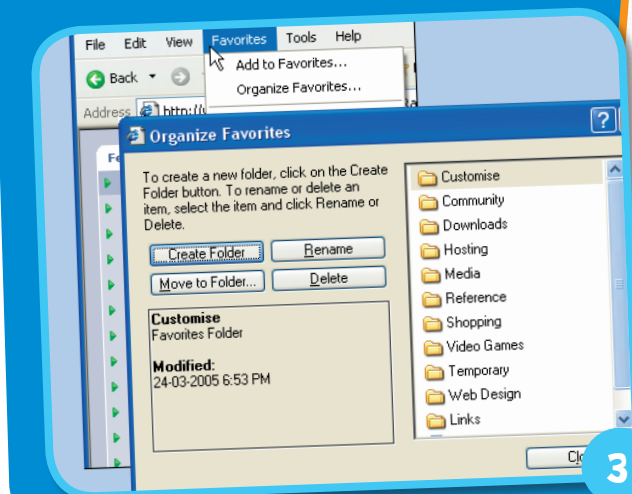 File Edit View Favorites Tools Help
Back
Add to Favorites...
Organize Favorites...
Address
Organize Favorites
?
To create a new folder, click on the Create
Folder button. To rename or delete an
item, select the item and click Rename or
Delete.
Create Folder Rename
Move to Folder... Delete
Customise
Favorites Folder
Modified:
24-03-2005 6:53 PM
Customise
Community
Downloads
Hosting
Media
Reference
Shopping
Video Games
Temporary
Web Design
Links
3